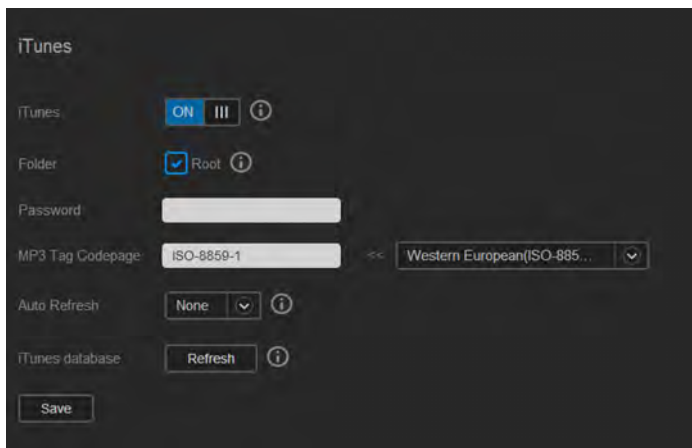 iTunes
iTunes ON
Folder Root
Password
MP3 Tag Codepage ISO-8859-1 << Western European(ISO-885...
Auto Refresh None
iTunes database Refresh
Save